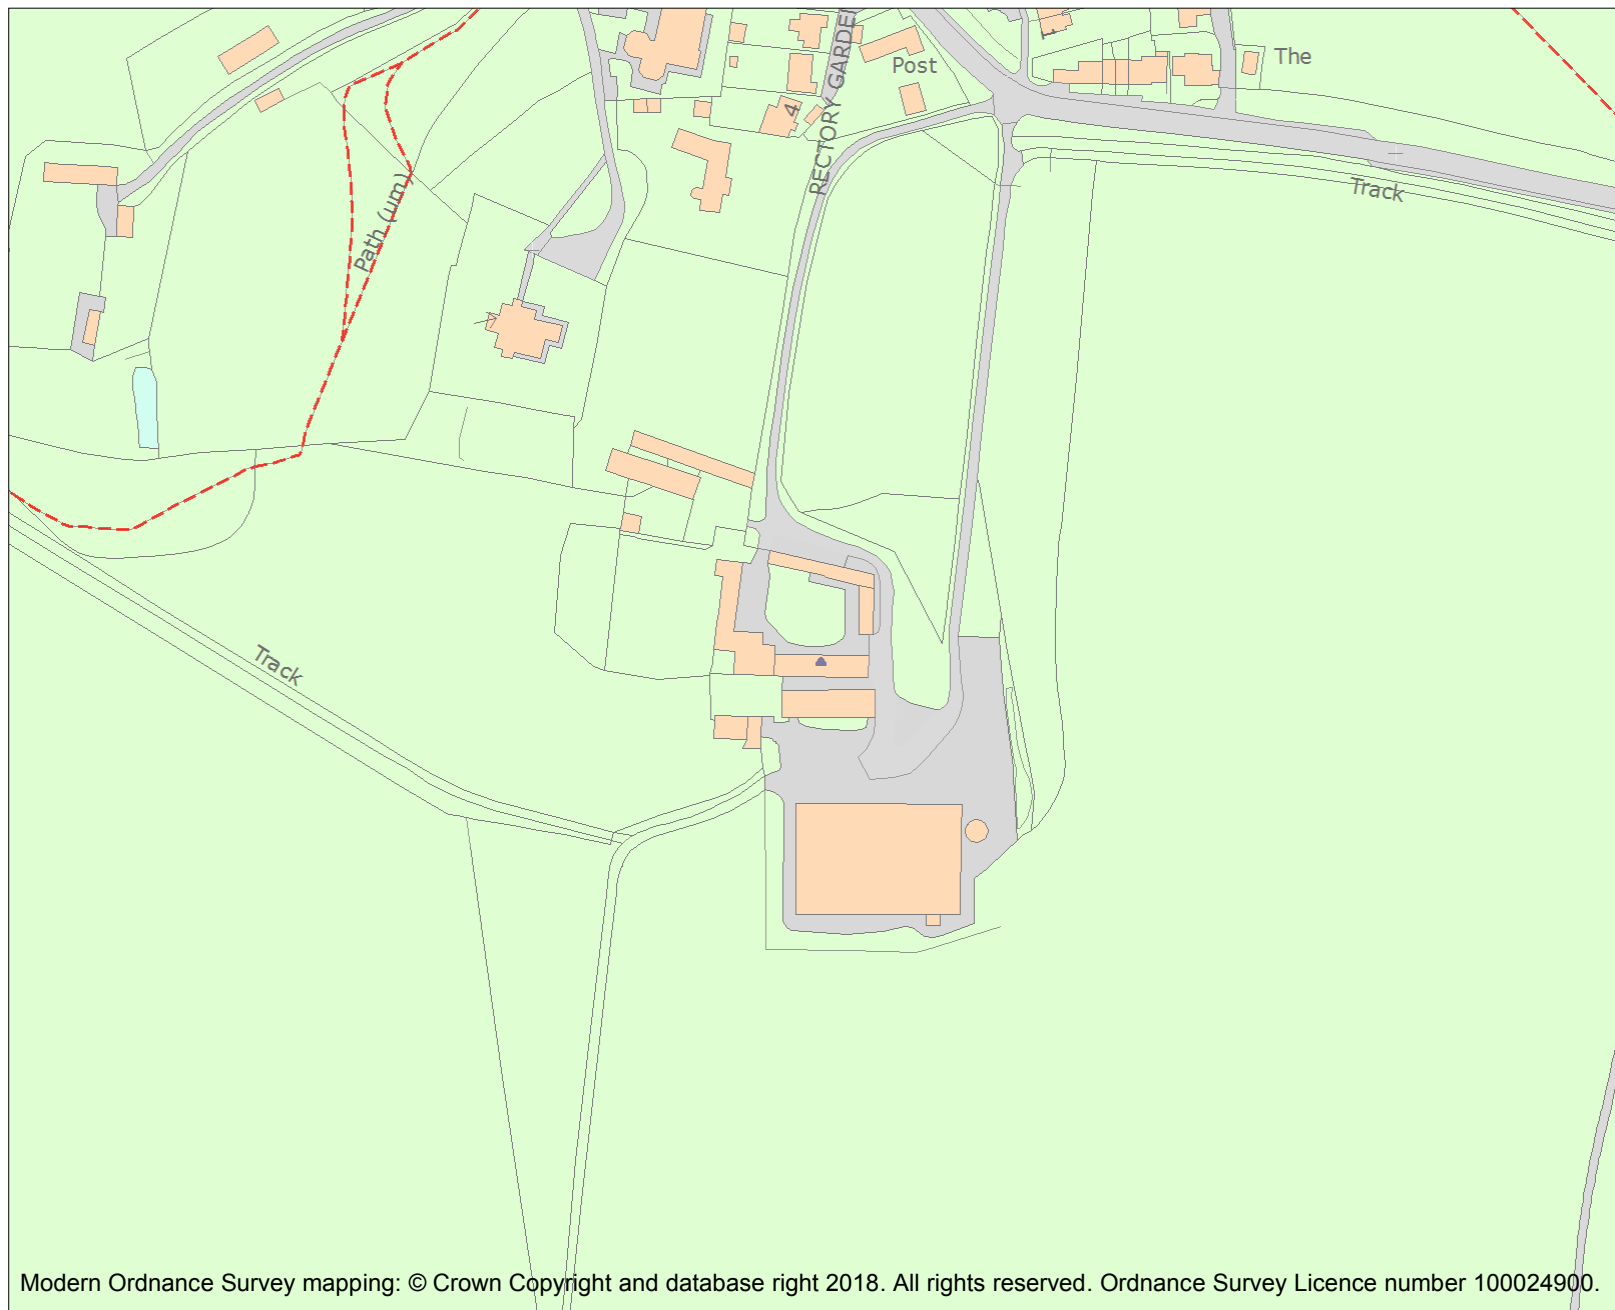 The
Post
1
4
RECTORY GARDE
Path (um)
Track
Track
Modern Ordnance Survey mapping: © Crown Copyright and database right 2018. All rights reserved. Ordnance Survey Licence number 100024900.